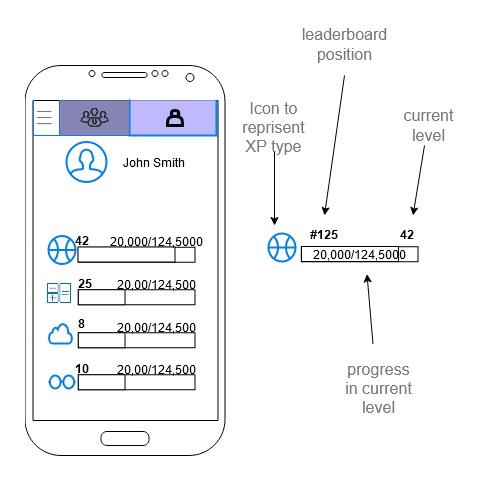 leaderboard
position
Icon to
reprisent
XP type
current
level
John Smith
42 20,000/124,5000
25 20,00/124,500
8 20,00/124,500
10 20,00/124,500
#125 42
20,000/124,5000
progress
in current
level